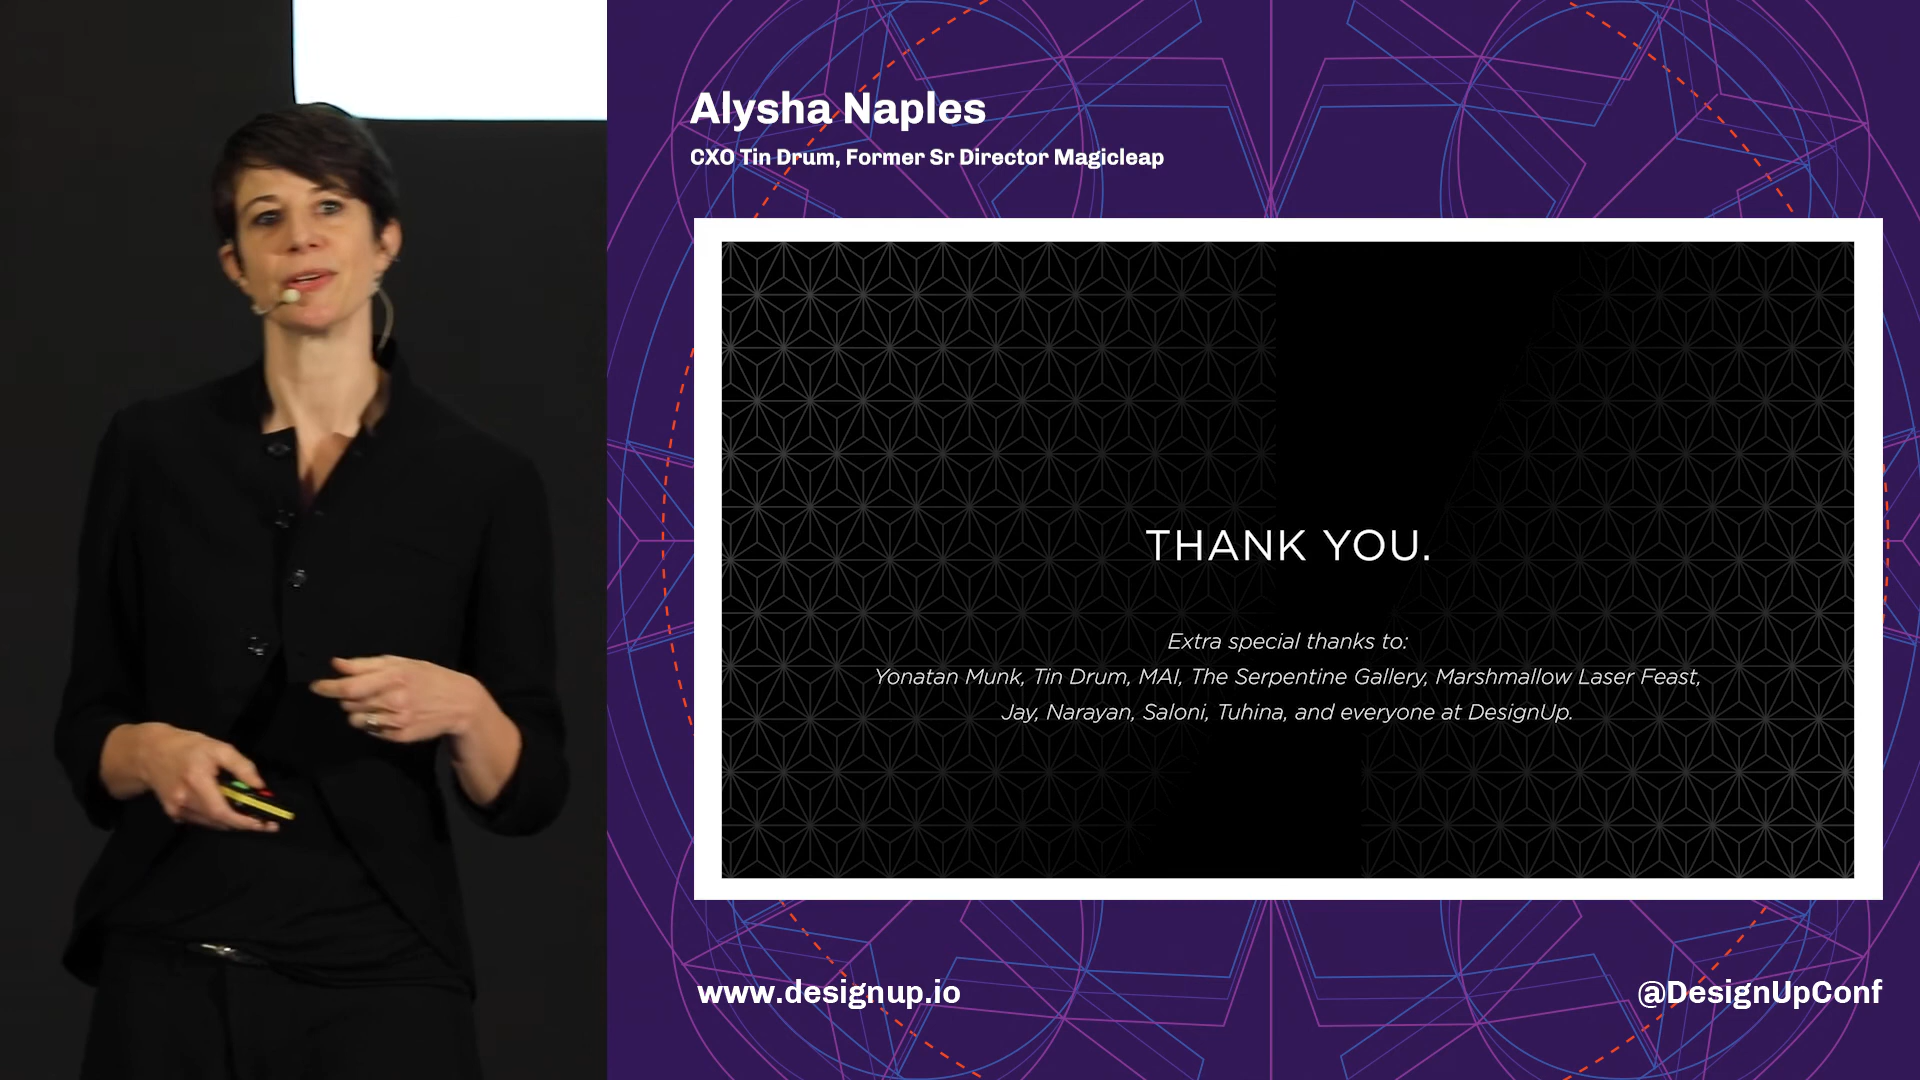 Alysha Naples
CXO Tin Drum, Former Sr Director Magicleap
THANK YOU.
Extra special thanks to:
Yonatan Munk, Tin Drum, MAI, The Serpentine Gallery, Marshmallow Laser Feast,
Jay, Narayan, Saloni, Tuhina, and everyone at DesignUp.
www.designup.io
@DesignUpConf